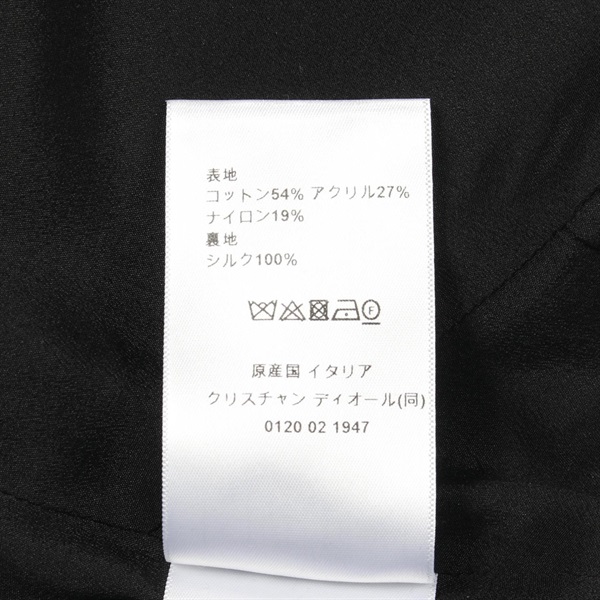 表地
コットン54% アクリル27%
ナイロン19%
裏地
シルク100%
F
原産国 イタリア
クリスチャン ディオール(同)
0120 02 1947